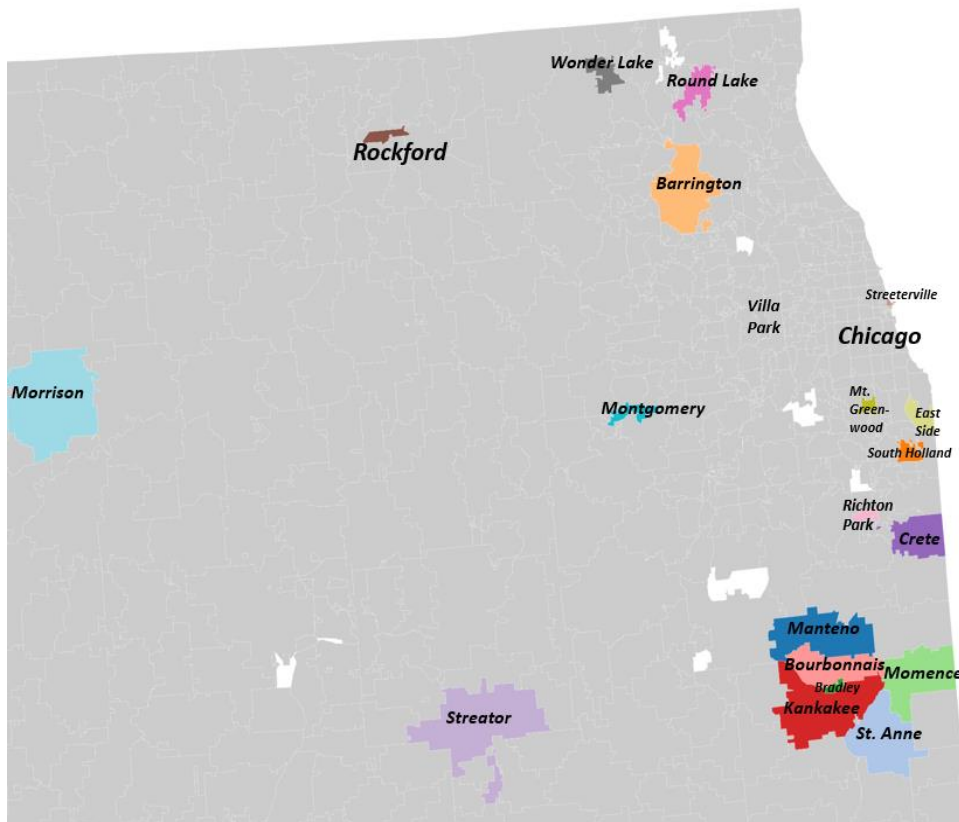 Wonder Lake
Round Lake
Rockford
Barrington
Streeterville
Villa
Park
Chicago
Morrison
Mt.
Green-
wood
Montgomery
East
Side
South Holland
Richton
Park
Crete
Manteno
Bourbonnais
Momence
Bradley
Kankakee
Streator
St. Anne